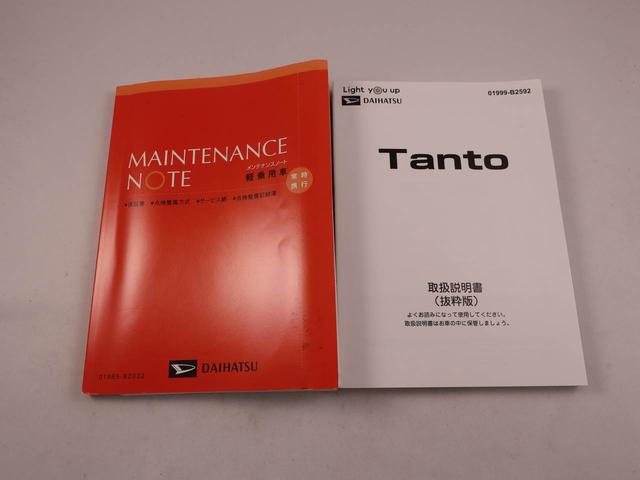 MAINTENANCE
NOTE
メンテナンスノート
軽乗用車
常時
携行
●保証書 ●点検整備方式 ●サービス網 ●点検整備記録簿
DAIHATSU
01999-B2032
Light you up
DAIHATSU
01999-B2592
Tanto
取扱説明書
(抜粋版)
よくお読みになって使用してください。
取扱説明書はお車の中に保管しましょう。